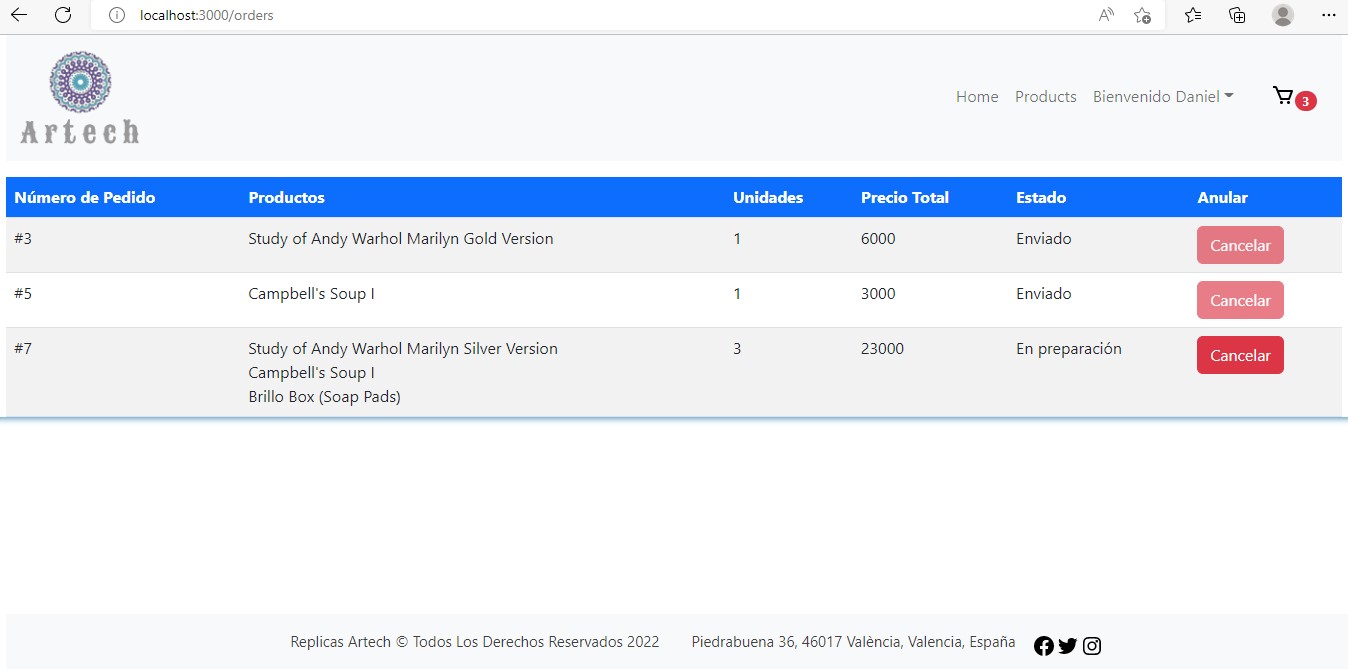 localhost:3000/orders
Artech
Home Products Bienvenido Daniel 3
Número de Pedido Productos Unidades Precio Total Estado Anular
#3 Study of Andy Warhol Marilyn Gold Version 1 6000 Enviado Cancelar
#5 Campbell's Soup I 1 3000 Enviado Cancelar
#7 Study of Andy Warhol Marilyn Silver Version 3 23000 En preparación Cancelar
Campbell's Soup I
Brillo Box (Soap Pads)
Replicas Artech © Todos Los Derechos Reservados 2022 Piedrabuena 36, 46017 València, Valencia, España